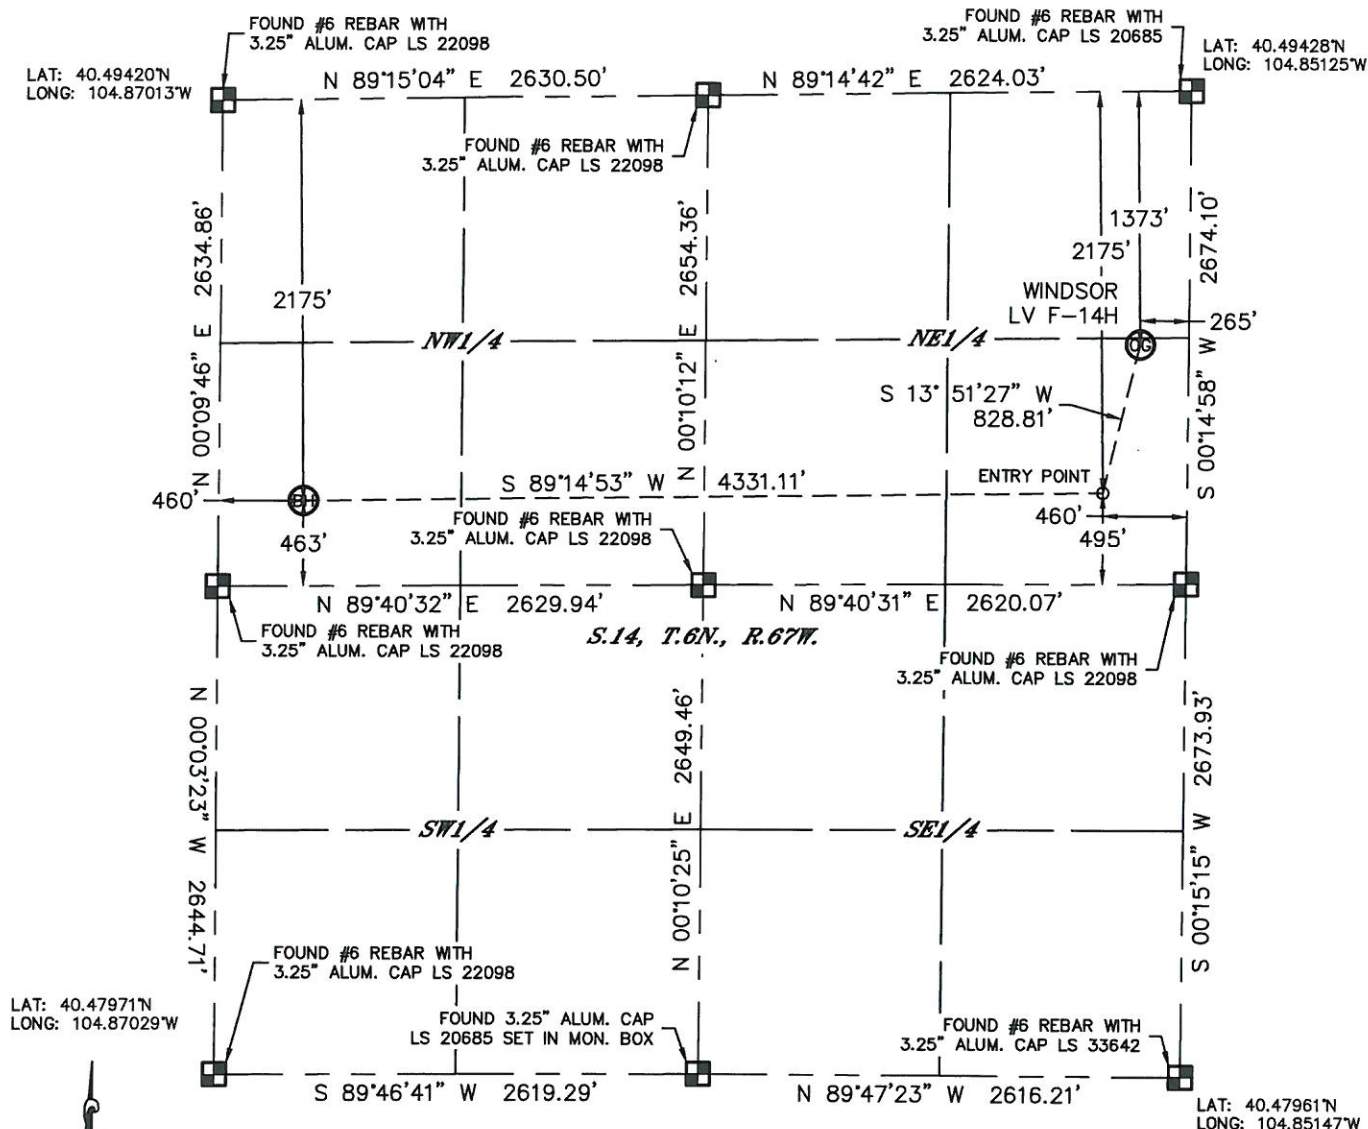 FOUND #6 REBAR WITH
3.25" ALUM. CAP LS 22098
FOUND #6 REBAR WITH
3.25" ALUM. CAP LS 20685
LAT: 40.49420°N
LONG: 104.87013°W
LAT: 40.49428°N
LONG: 104.85125°W
N 89°15'04" E 2630.50'
N 89°14'42" E 2624.03'
FOUND #6 REBAR WITH
3.25" ALUM. CAP LS 22098
N 00°09'46" E 2634.86'
N 00°10'12" E 2654.36'
S 00°14'58" W 2674.10'
2175'
1373'
2175'
WINDSOR
LV F-14H
265'
NW1/4
NE1/4
OG
S 13° 51'27" W
828.81'
ENTRY POINT
S 89°14'53" W 4331.11'
460'
BH
463'
460'
495'
FOUND #6 REBAR WITH
3.25" ALUM. CAP LS 22098
N 89°40'32" E 2629.94'
N 89°40'31" E 2620.07'
S.14, T.6N., R.67W.
FOUND #6 REBAR WITH
3.25" ALUM. CAP LS 22098
FOUND #6 REBAR WITH
3.25" ALUM. CAP LS 22098
N 00°03'23" W 2644.71'
N 00°10'25" E 2649.46'
S 00°15'15" W 2673.93'
SW1/4
SE1/4
FOUND #6 REBAR WITH
3.25" ALUM. CAP LS 22098
LAT: 40.47971°N
LONG: 104.87029°W
FOUND 3.25" ALUM. CAP
LS 20685 SET IN MON. BOX
FOUND #6 REBAR WITH
3.25" ALUM. CAP LS 33642
S 89°46'41" W 2619.29'
N 89°47'23" W 2616.21'
LAT: 40.47961°N
LONG: 104.85147°W